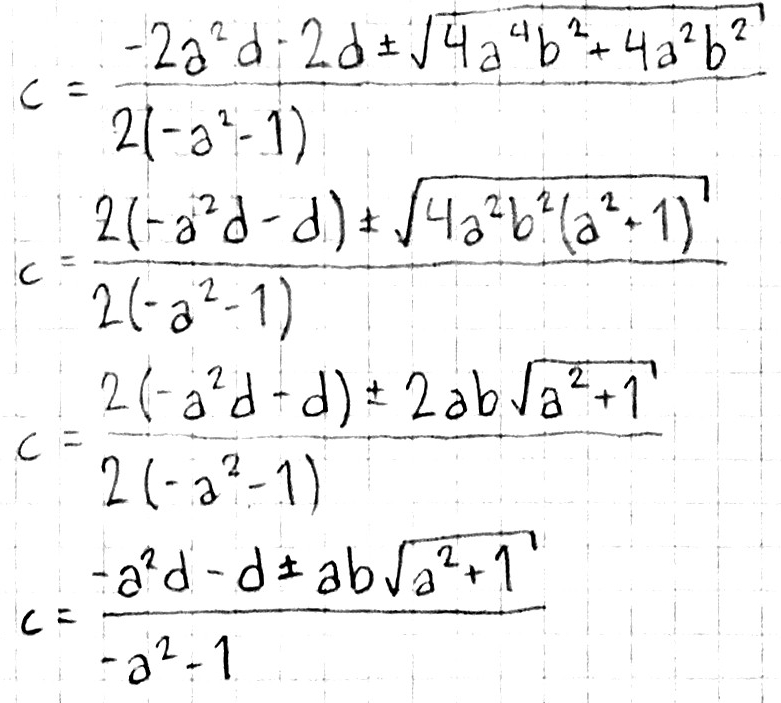 c = \frac{-2a^2d - 2d \pm \sqrt{4a^4b^2 + 4a^2b^2}}{2(-a^2 - 1)}
c = \frac{2(-a^2d - d) \pm \sqrt{4a^2b^2(a^2 + 1)}}{2(-a^2 - 1)}
c = \frac{2(-a^2d - d) \pm 2ab\sqrt{a^2 + 1}}{2(-a^2 - 1)}
c = \frac{-a^2d - d \pm ab\sqrt{a^2 + 1}}{-a^2 - 1}